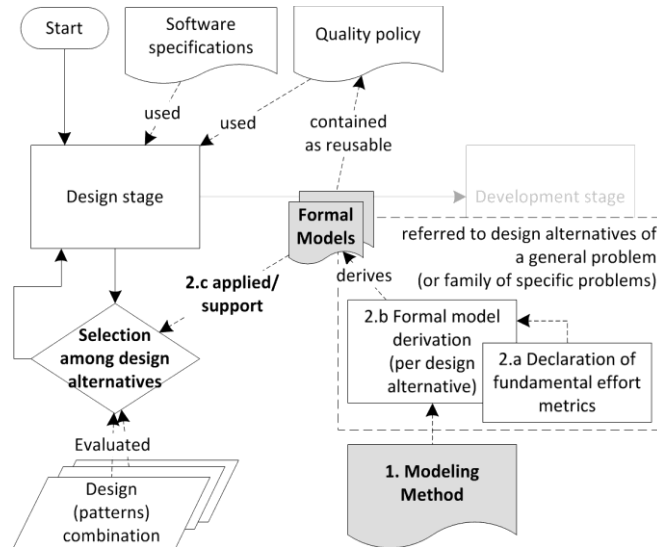 Start
Software
specifications
Quality policy
used
used
contained
as reusable
Design stage
Development stage
Formal
Models
referred to design alternatives of
a general problem
(or family of specific problems)
derives
2.c applied/
support
2.b Formal model
derivation
(per design
alternative)
2.a Declaration of
fundamental effort
metrics
Selection
among design
alternatives
Evaluated
Design
(patterns)
combination
1. Modeling
Method